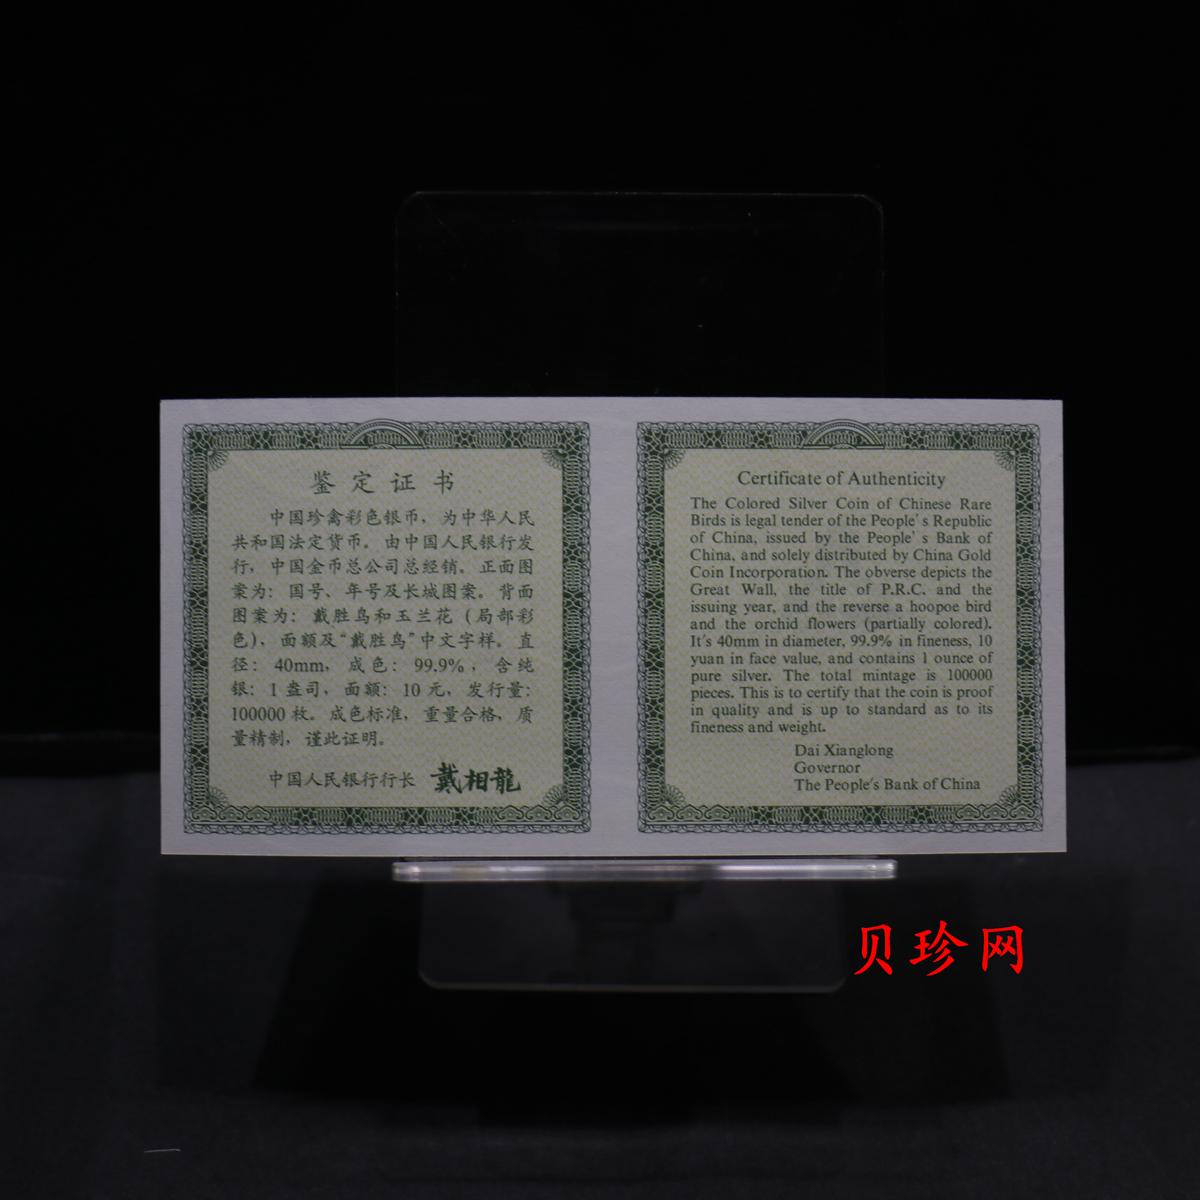 鉴定证书
中国珍禽彩色银币，为中华人民
共和国法定货币。由中国人民银行发
行，中国金币总公司总经销。正面图
案为：国号、年号及长城图案。背面
图案为：戴胜鸟和玉兰花（局部彩
色），面额及“戴胜鸟”中文字样。直
径：40mm，成色：99.9%，含纯
银：1盎司，面额：10元，发行量：
100000枚。成色标准，重量合格，质
量精制，谨此证明。
中国人民银行行长 戴相龍
Certificate of Authenticity
The Colored Silver Coin of Chinese Rare
Birds is legal tender of the People's Republic
of China, issued by the People's Bank of
China, and solely distributed by China Gold
Coin Incorporation. The obverse depicts the
Great Wall, the title of P.R.C. and the
issuing year, and the reverse a hoopoe bird
and the orchid flowers (partially colored).
It's 40mm in diameter, 99.9% in fineness, 10
yuan in face value, and contains 1 ounce of
pure silver. The total mintage is 100000
pieces. This is to certify that the coin is proof
in quality and is up to standard as to its
fineness and weight.
Dai Xianglong
Governor
The People's Bank of China
贝珍网